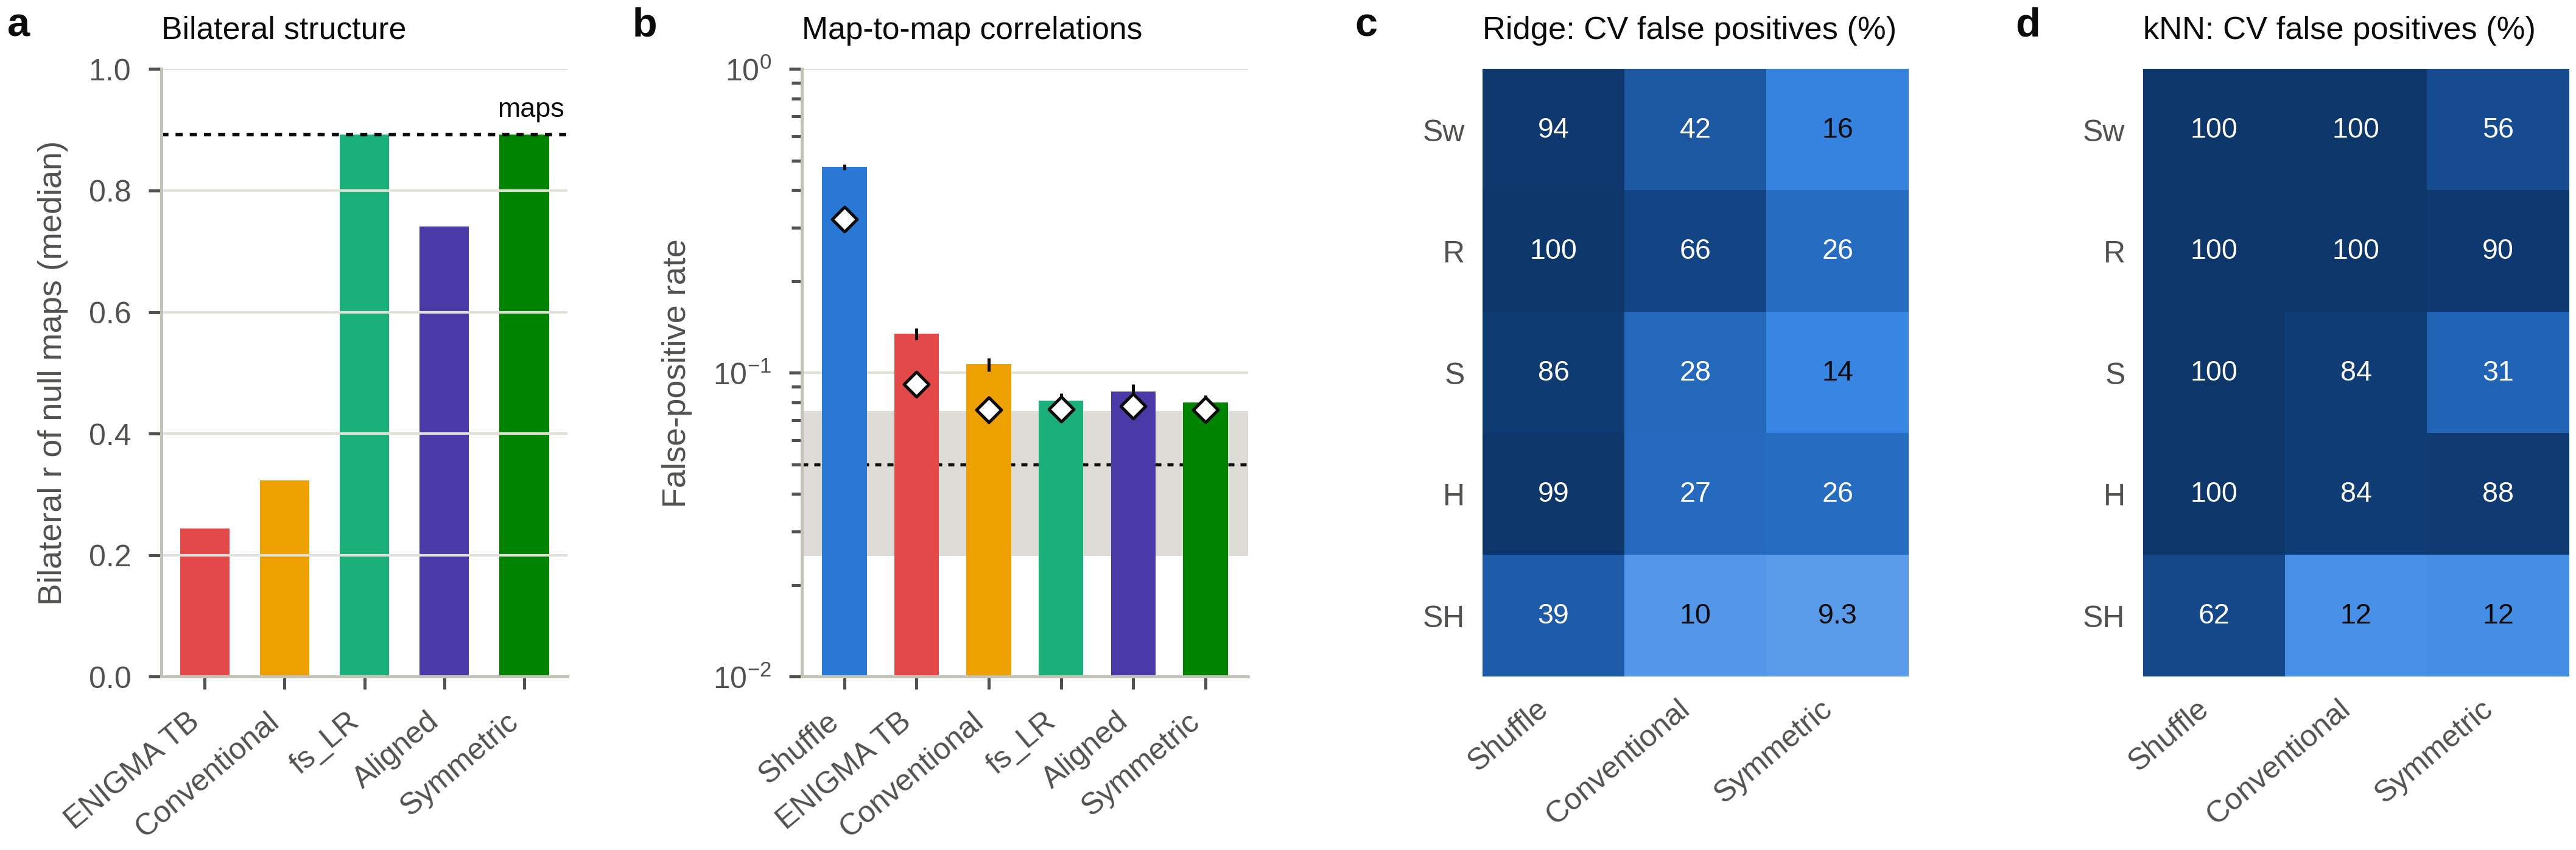 a
Bilateral structure
Bilateral r of null maps (median)
1.0
0.8
0.6
0.4
0.2
0.0
maps
ENIGMA TB
Conventional
fs_LR
Aligned
Symmetric
b
Map-to-map correlations
False-positive rate
10⁰
10⁻¹
10⁻²
Shuffle
ENIGMA TB
Conventional
fs_LR
Aligned
Symmetric
c
Ridge: CV false positives (%)
Sw 94 42 16
R 100 66 26
S 86 28 14
H 99 27 26
SH 39 10 9.3
Shuffle
Conventional
Symmetric
d
kNN: CV false positives (%)
Sw 100 100 56
R 100 100 90
S 100 84 31
H 100 84 88
SH 62 12 12
Shuffle
Conventional
Symmetric